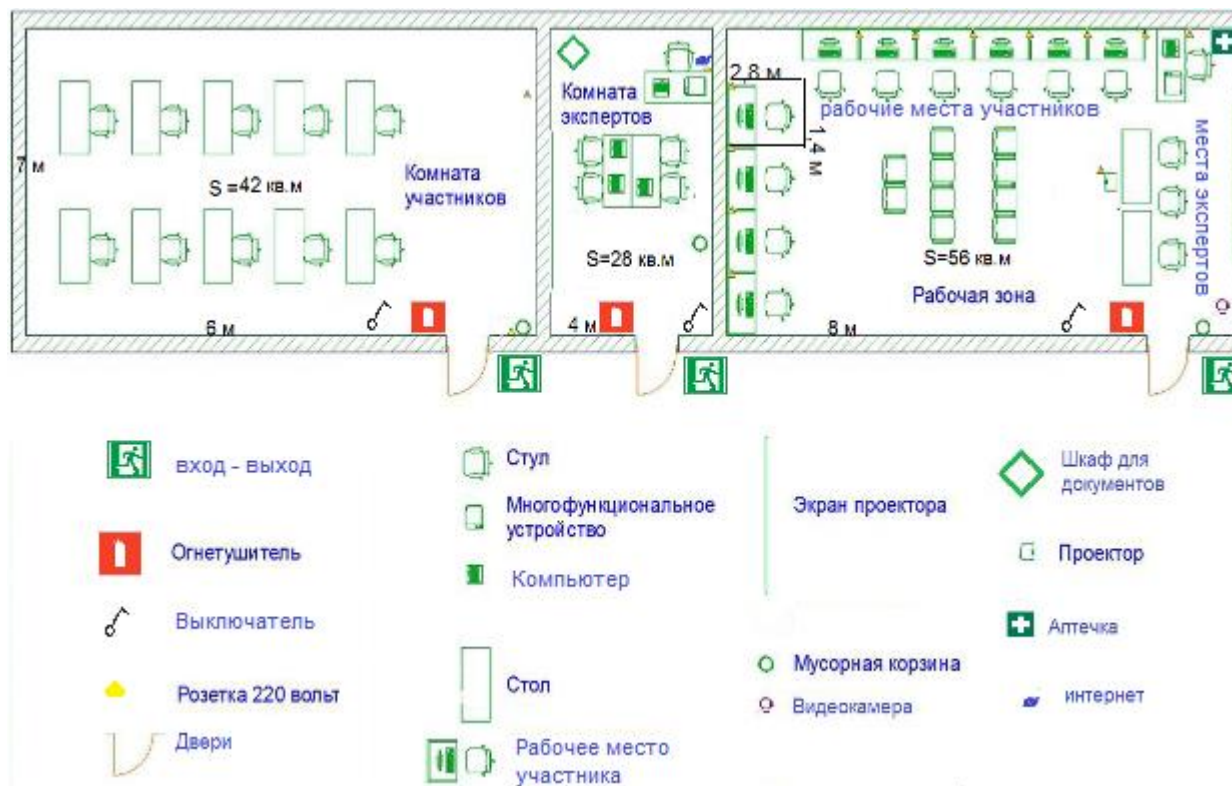 7 м
S =42 кв.м
Комната
участников
6 м
Комната
экспертов
S=28 кв.м
4 м
2,8 м
1,4 м
рабочие места участников
S=56 кв.м
Рабочая зона
8 м
места экспертов
вход - выход
Огнетушитель
Выключатель
Розетка 220 вольт
Двери
Стул
Многофункциональное
устройство
Компьютер
Стол
Рабочее место
участника
Экран проектора
Мусорная корзина
Видеокамера
Шкаф для
документов
Проектор
Аптечка
интернет